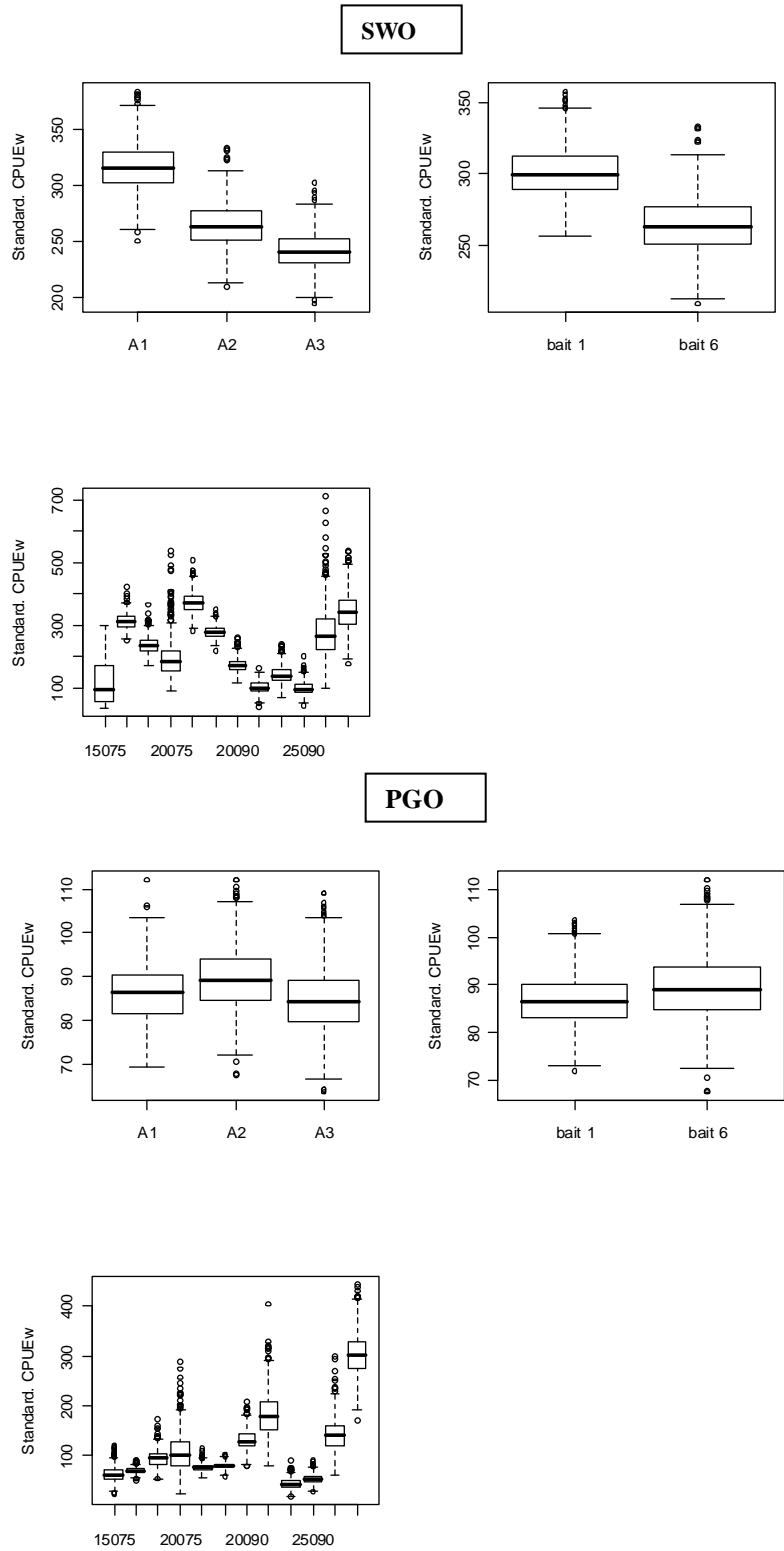 SWO
Standard. CPUEw
350
300
250
200
A1 A2 A3
Standard. CPUEw
350
300
250
bait 1 bait 6
Standard. CPUEw
700
500
300
100
15075 20075 20090 25090
PGO
Standard. CPUEw
110
100
90
80
70
A1 A2 A3
Standard. CPUEw
110
100
90
80
70
bait 1 bait 6
Standard. CPUEw
400
300
200
100
15075 20075 20090 25090